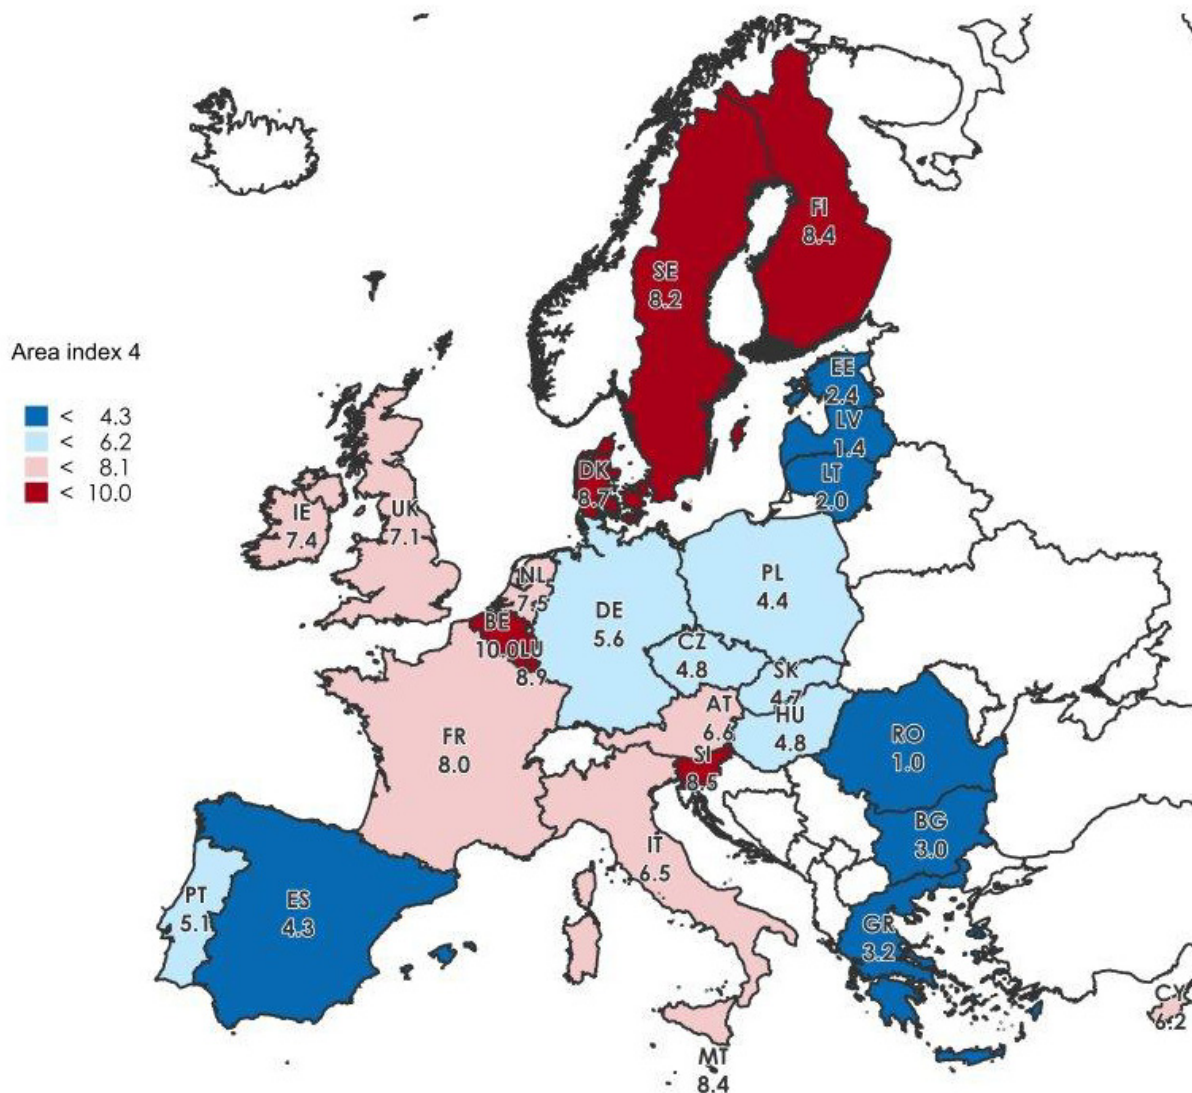 Area index 4
< 4.3
< 6.2
< 8.1
< 10.0
FI
8.4
SE
8.2
EE
2.4
LV
1.4
LT
2.0
DK
8.7
IE
7.4
UK
7.1
NL
7.5
BE
10.0
LU
8.9
DE
5.6
PL
4.4
CZ
4.8
SK
4.7
HU
4.8
AT
6.6
SI
8.5
FR
8.0
RO
1.0
BG
3.0
IT
6.5
PT
5.1
ES
4.3
GR
3.2
CY
6.2
MT
8.4